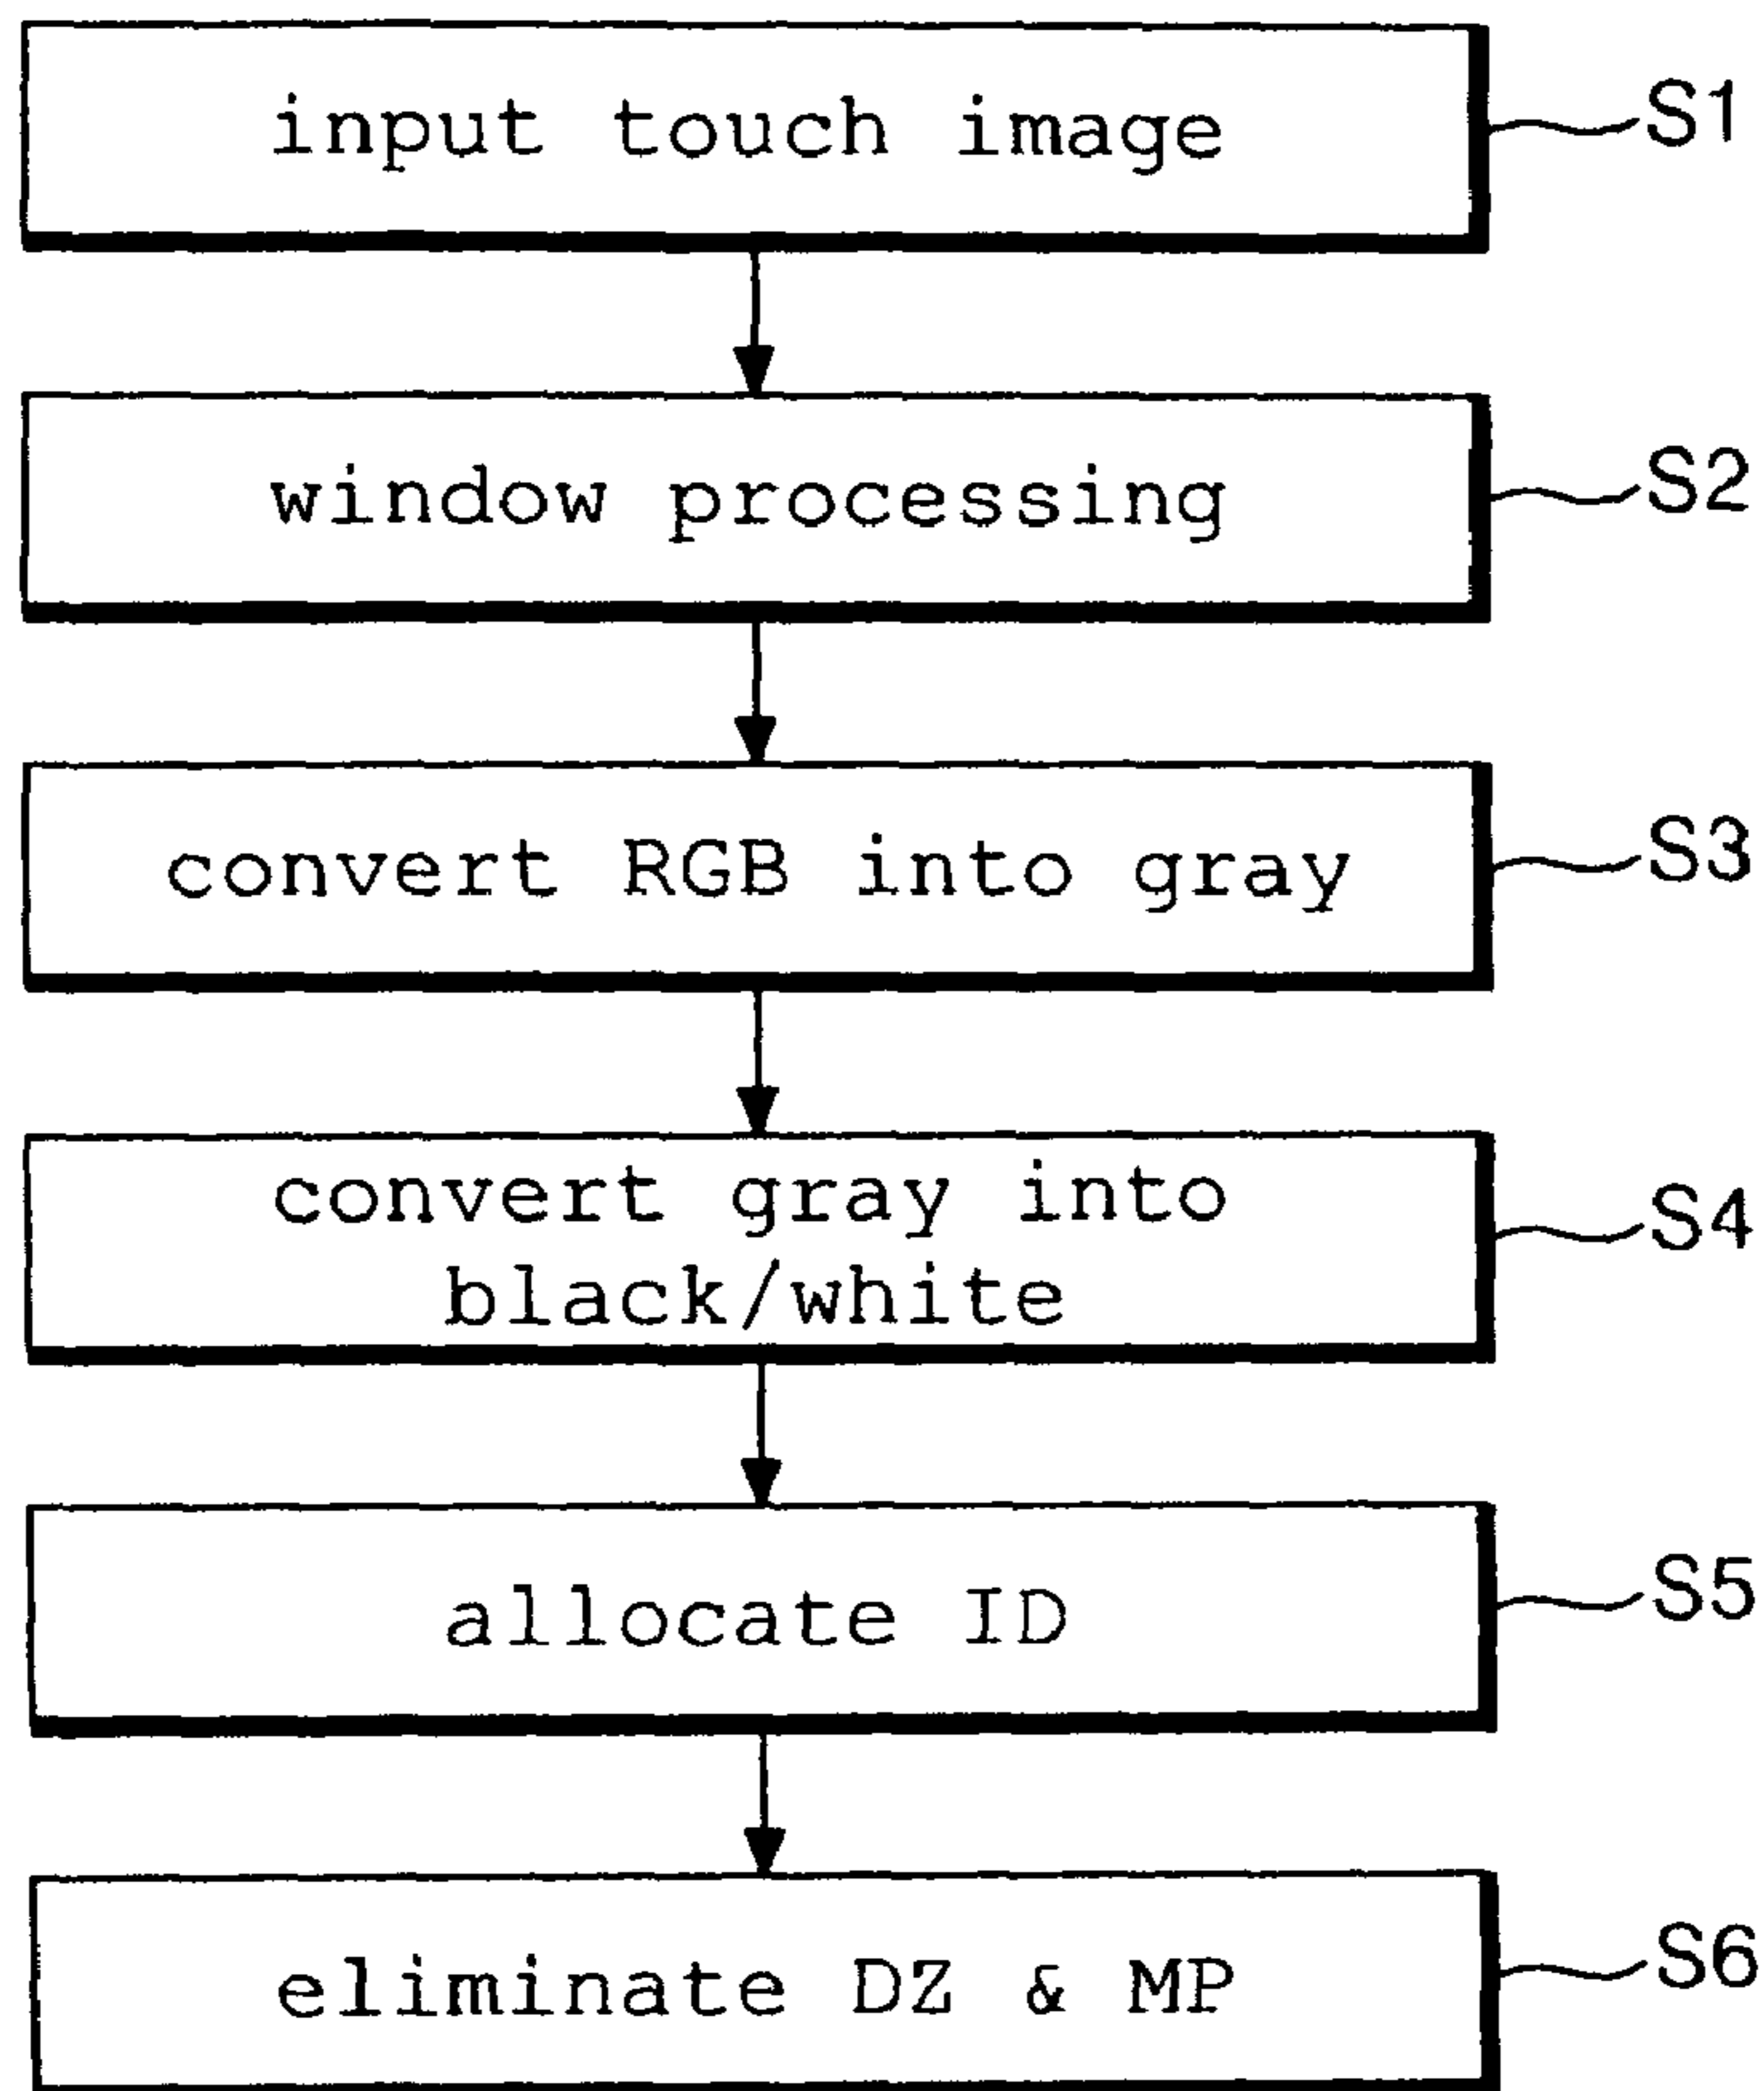 input touch image
S1
window processing
S2
convert RGB into gray
S3
convert gray into
black/white
S4
allocate ID
S5
eliminate DZ & MP
S6